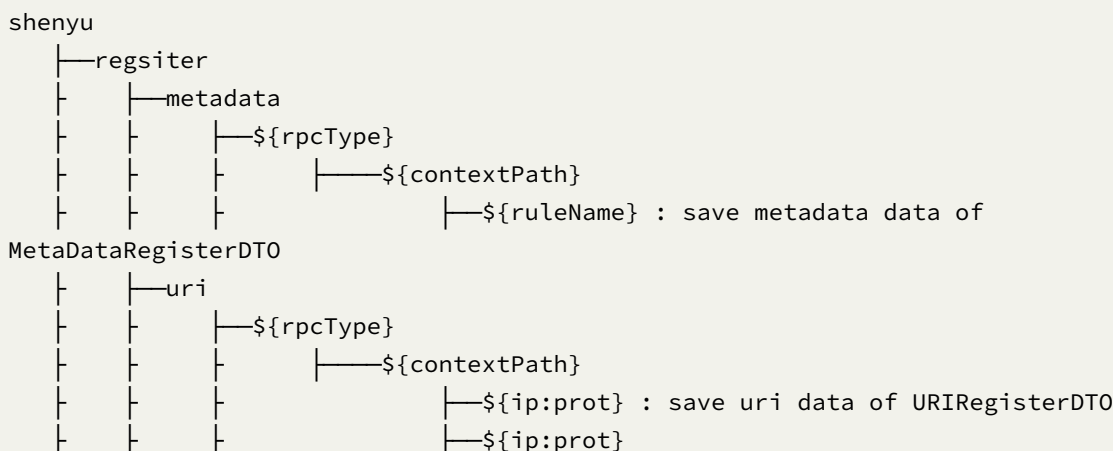 shenyu
   ├──regsiter
   ├    ├──metadata
   ├    ├     ├──${rpcType}
   ├    ├     ├      ├────${contextPath}
   ├    ├     ├               ├──${ruleName} : save metadata data of
MetaDataRegisterDTO
   ├    ├──uri
   ├    ├     ├──${rpcType}
   ├    ├     ├      ├────${contextPath}
   ├    ├     ├               ├──${ip:prot} : save uri data of URIRegisterDTO
   ├    ├     ├               ├──${ip:prot}